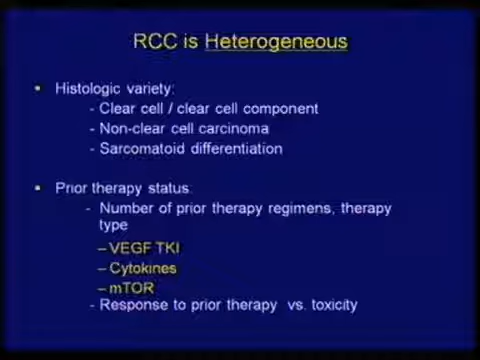 RCC is Heterogeneous
• Histologic variety:
- Clear cell / clear cell component
- Non-clear cell carcinoma
- Sarcomatoid differentiation
• Prior therapy status:
- Number of prior therapy regimens, therapy
type
– VEGF TKI
– Cytokines
– mTOR
- Response to prior therapy vs. toxicity